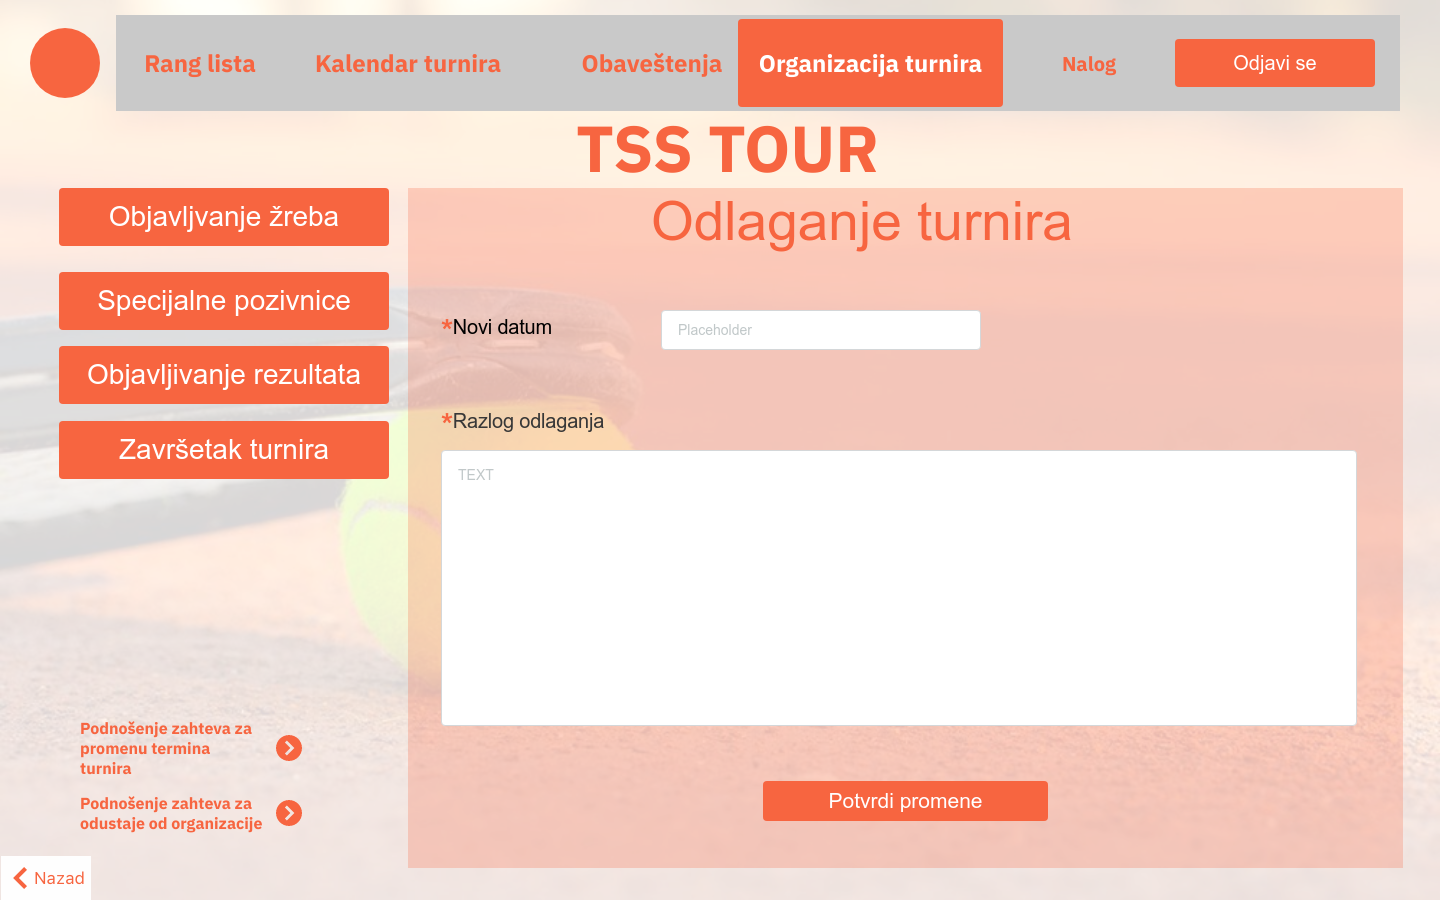 Rang lista
Kalendar turnira
Obaveštenja
Organizacija turnira
Nalog
Odjavi se
TSS TOUR
Objavljvanje žreba
Specijalne pozivnice
Objavljivanje rezultata
Završetak turnira
Odlaganje turnira
*Novi datum
Placeholder
*Razlog odlaganja
TEXT
Potvrdi promene
Podnošenje zahteva za
promenu termina
turnira
Podnošenje zahteva za
odustaje od organizacije
Nazad